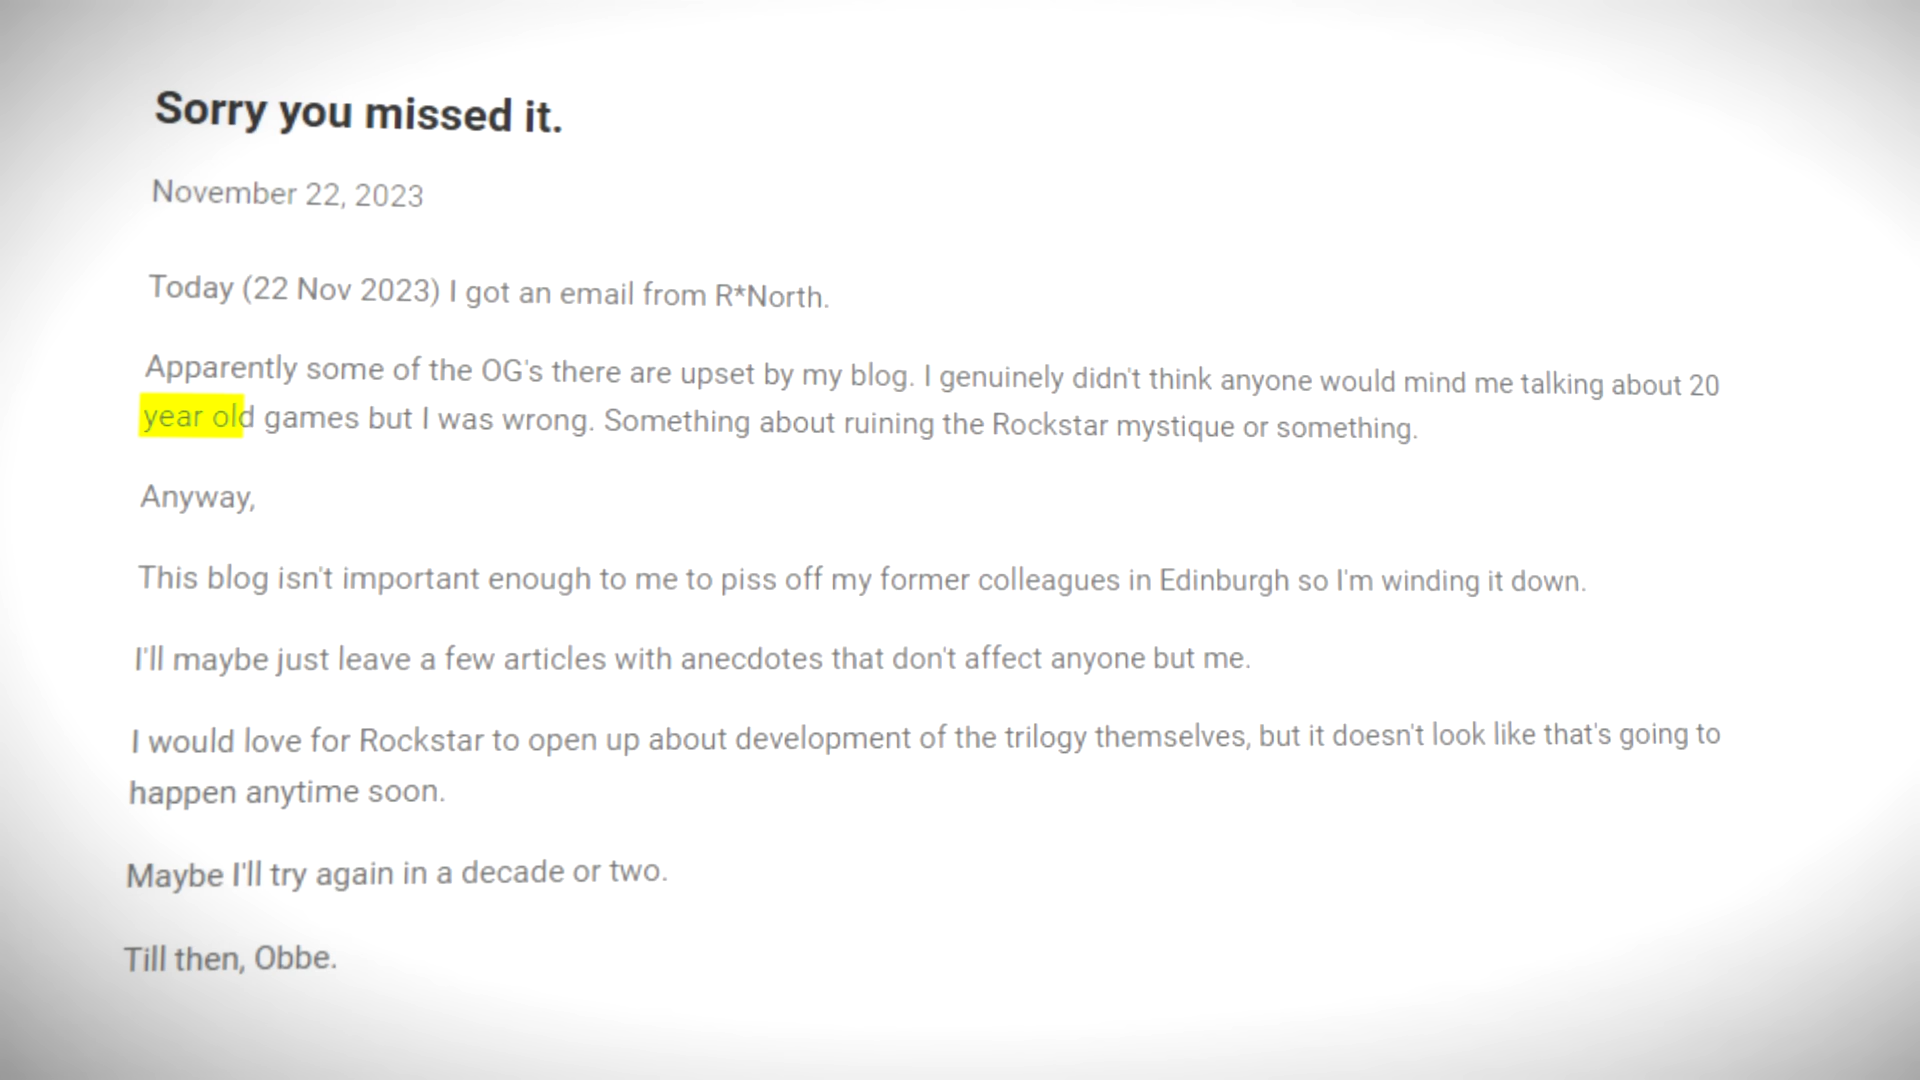 Sorry you missed it.
November 22, 2023
Today (22 Nov 2023) I got an email from R*North.
Apparently some of the OG's there are upset by my blog. I genuinely didn't think anyone would mind me talking about 20
year old games but I was wrong. Something about ruining the Rockstar mystique or something.
Anyway,
This blog isn't important enough to me to piss off my former colleagues in Edinburgh so I'm winding it down.
I'll maybe just leave a few articles with anecdotes that don't affect anyone but me.
I would love for Rockstar to open up about development of the trilogy themselves, but it doesn't look like that's going to
happen anytime soon.
Maybe I'll try again in a decade or two.
Till then, Obbe.